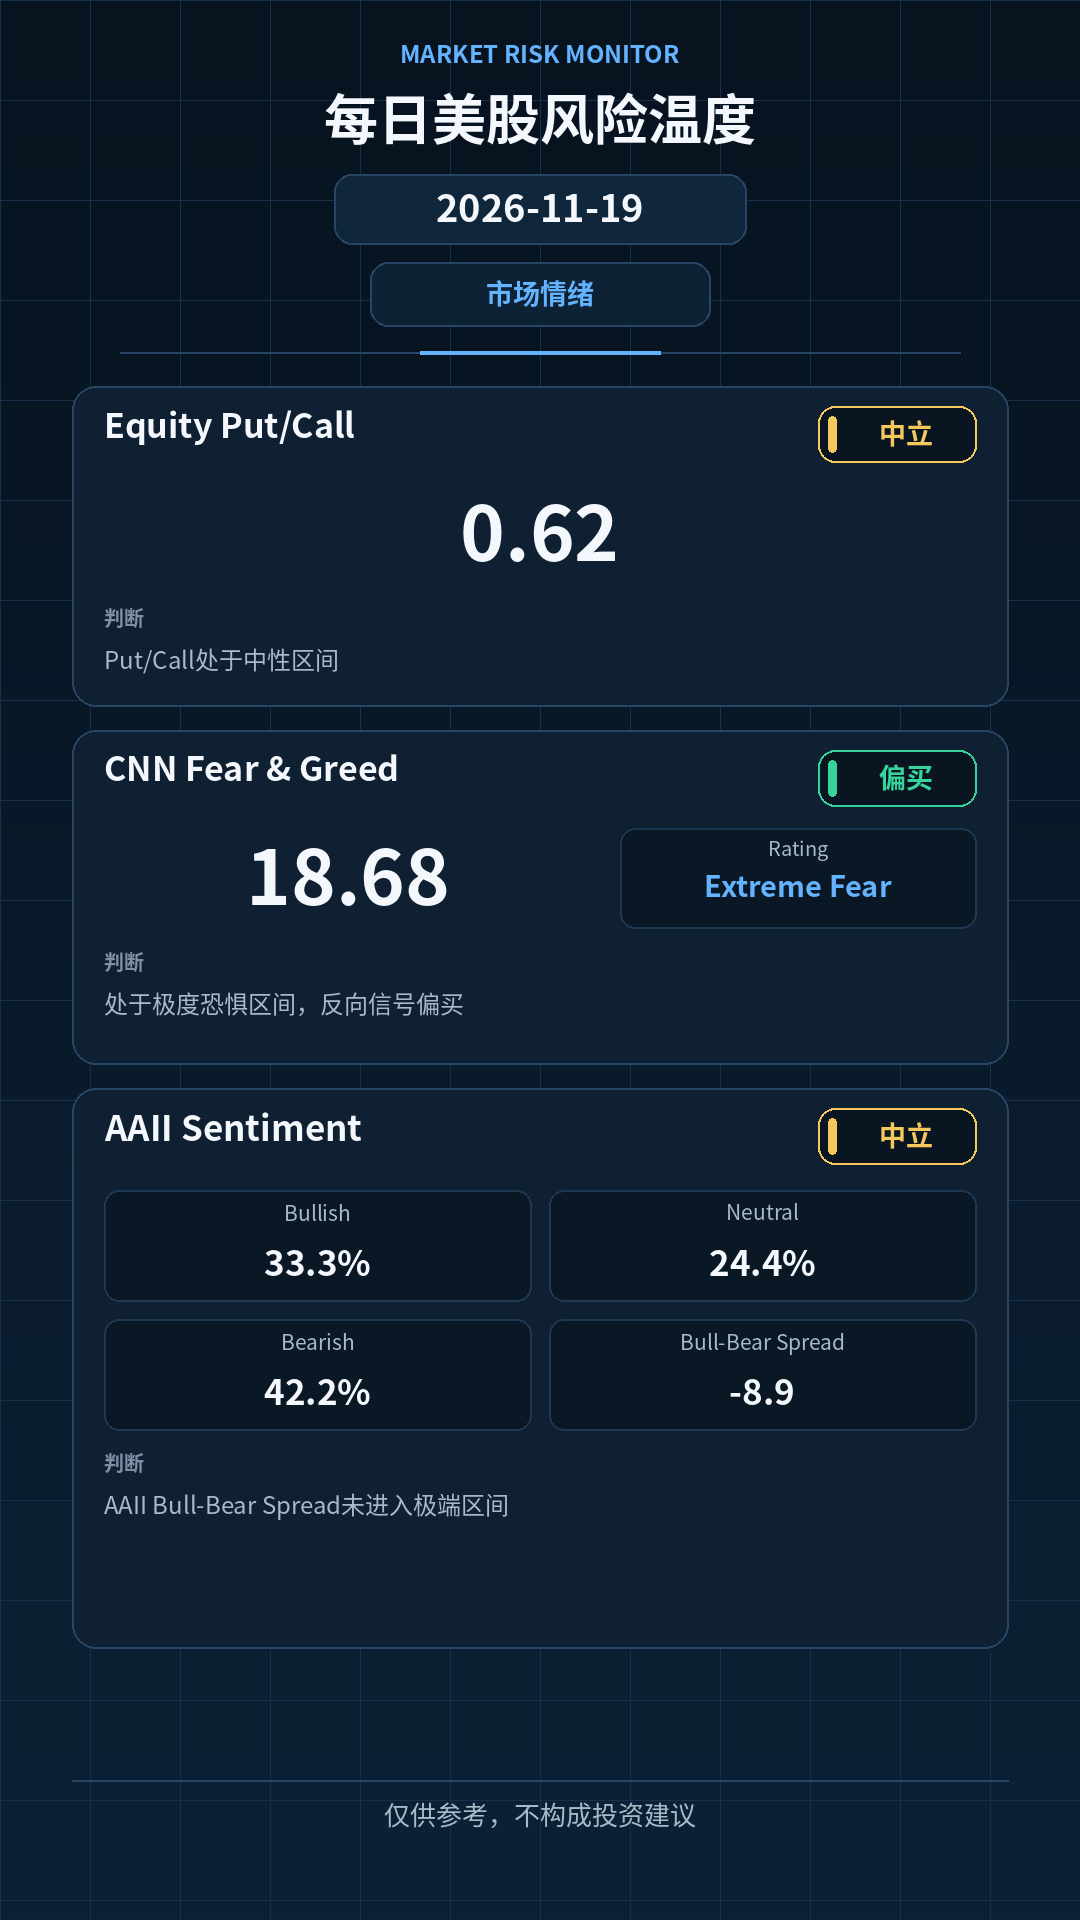 MARKET RISK MONITOR
每日美股风险温度
2026-11-19
市场情绪
Equity Put/Call
中立
0.62
判断
Put/Call处于中性区间
CNN Fear & Greed
偏买
18.68
Rating
Extreme Fear
判断
处于极度恐惧区间，反向信号偏买
AAII Sentiment
中立
Bullish
33.3%
Neutral
24.4%
Bearish
42.2%
Bull-Bear Spread
-8.9
判断
AAII Bull-Bear Spread未进入极端区间
仅供参考，不构成投资建议